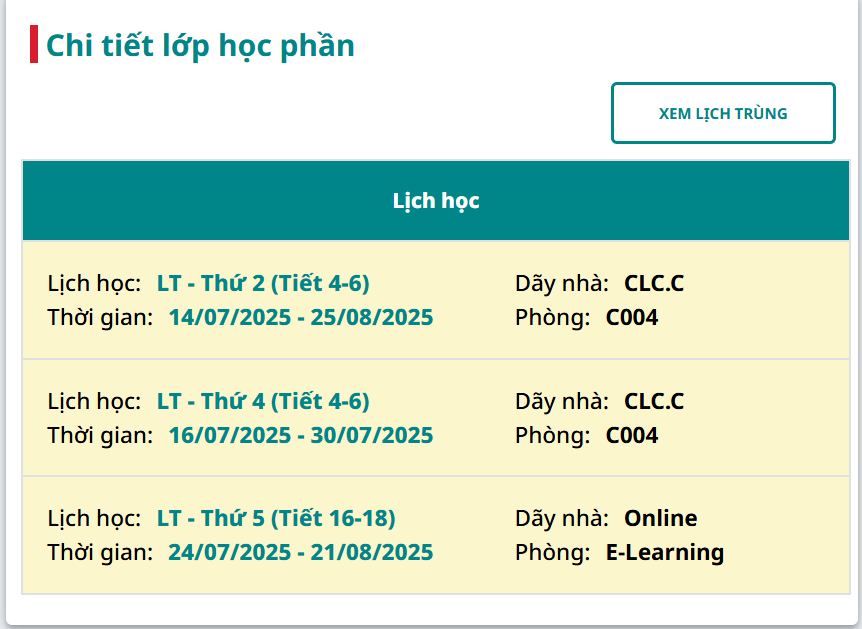 Chi tiết lớp học phần
XEM LỊCH TRÙNG
Lịch học
Lịch học: LT - Thứ 2 (Tiết 4-6) Dãy nhà: CLC.C
Thời gian: 14/07/2025 - 25/08/2025 Phòng: C004
Lịch học: LT - Thứ 4 (Tiết 4-6) Dãy nhà: CLC.C
Thời gian: 16/07/2025 - 30/07/2025 Phòng: C004
Lịch học: LT - Thứ 5 (Tiết 16-18) Dãy nhà: Online
Thời gian: 24/07/2025 - 21/08/2025 Phòng: E-Learning